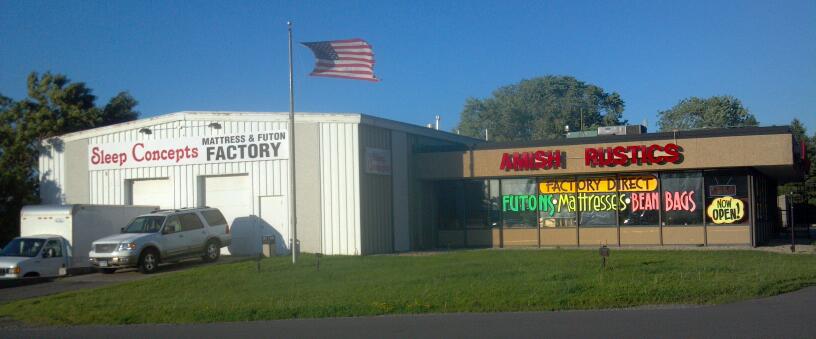 Sleep Concepts
MATTRESS & FUTON
FACTORY
AMISH RUSTICS
FACTORY DIRECT
FUTONS • MattresseS • BEAN BAGS
NOW
OPEN!